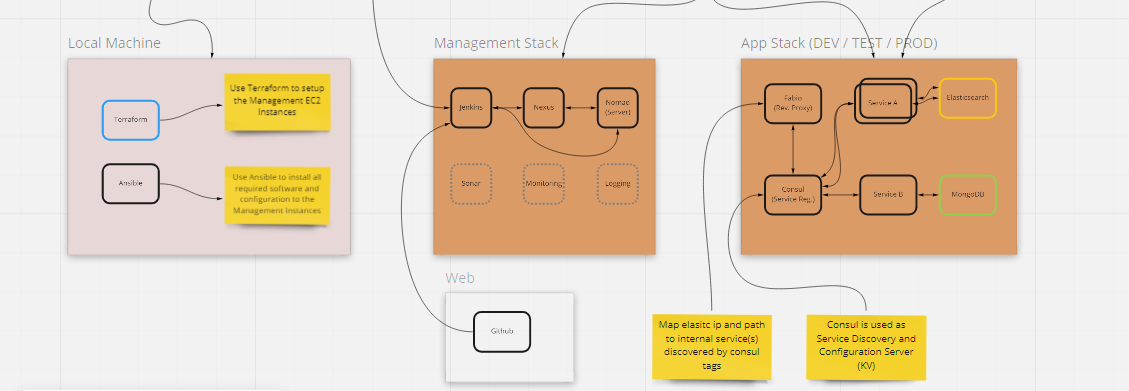 Local Machine
Terraform
Use Terraform to setup
the Management EC2
Instances
Ansible
Use Ansible to install all
required software and
configuration to the
Management Instances
Management Stack
Jenkins
Nexus
Nomad
(Server)
Sonar
Monitoring
Logging
Web
Github
App Stack (DEV / TEST / PROD)
Fabio
(Rev. Proxy)
Service A
Elasticsearch
Consul
(Service Reg.)
Service B
MongoDB
Map elasitc ip and path
to internal service(s)
discovered by consul
tags
Consul is used as
Service Discovery and
Configuration Server
(KV)